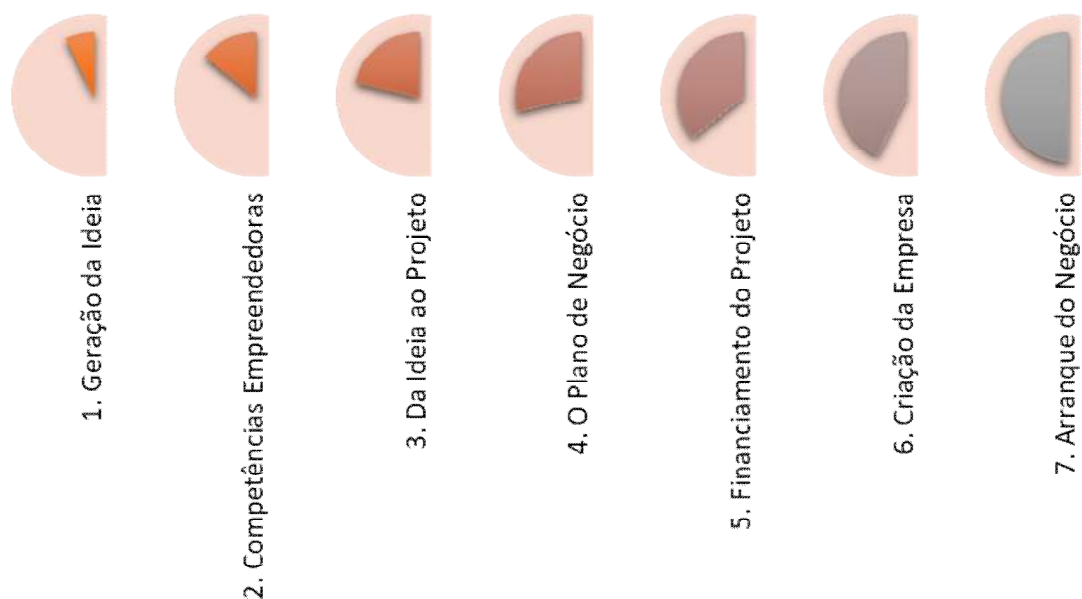 1. Geração da Ideia
2. Competências Empreendedoras
3. Da Ideia ao Projeto
4. O Plano de Negócio
5. Financiamento do Projeto
6. Criação da Empresa
7. Arranque do Negócio